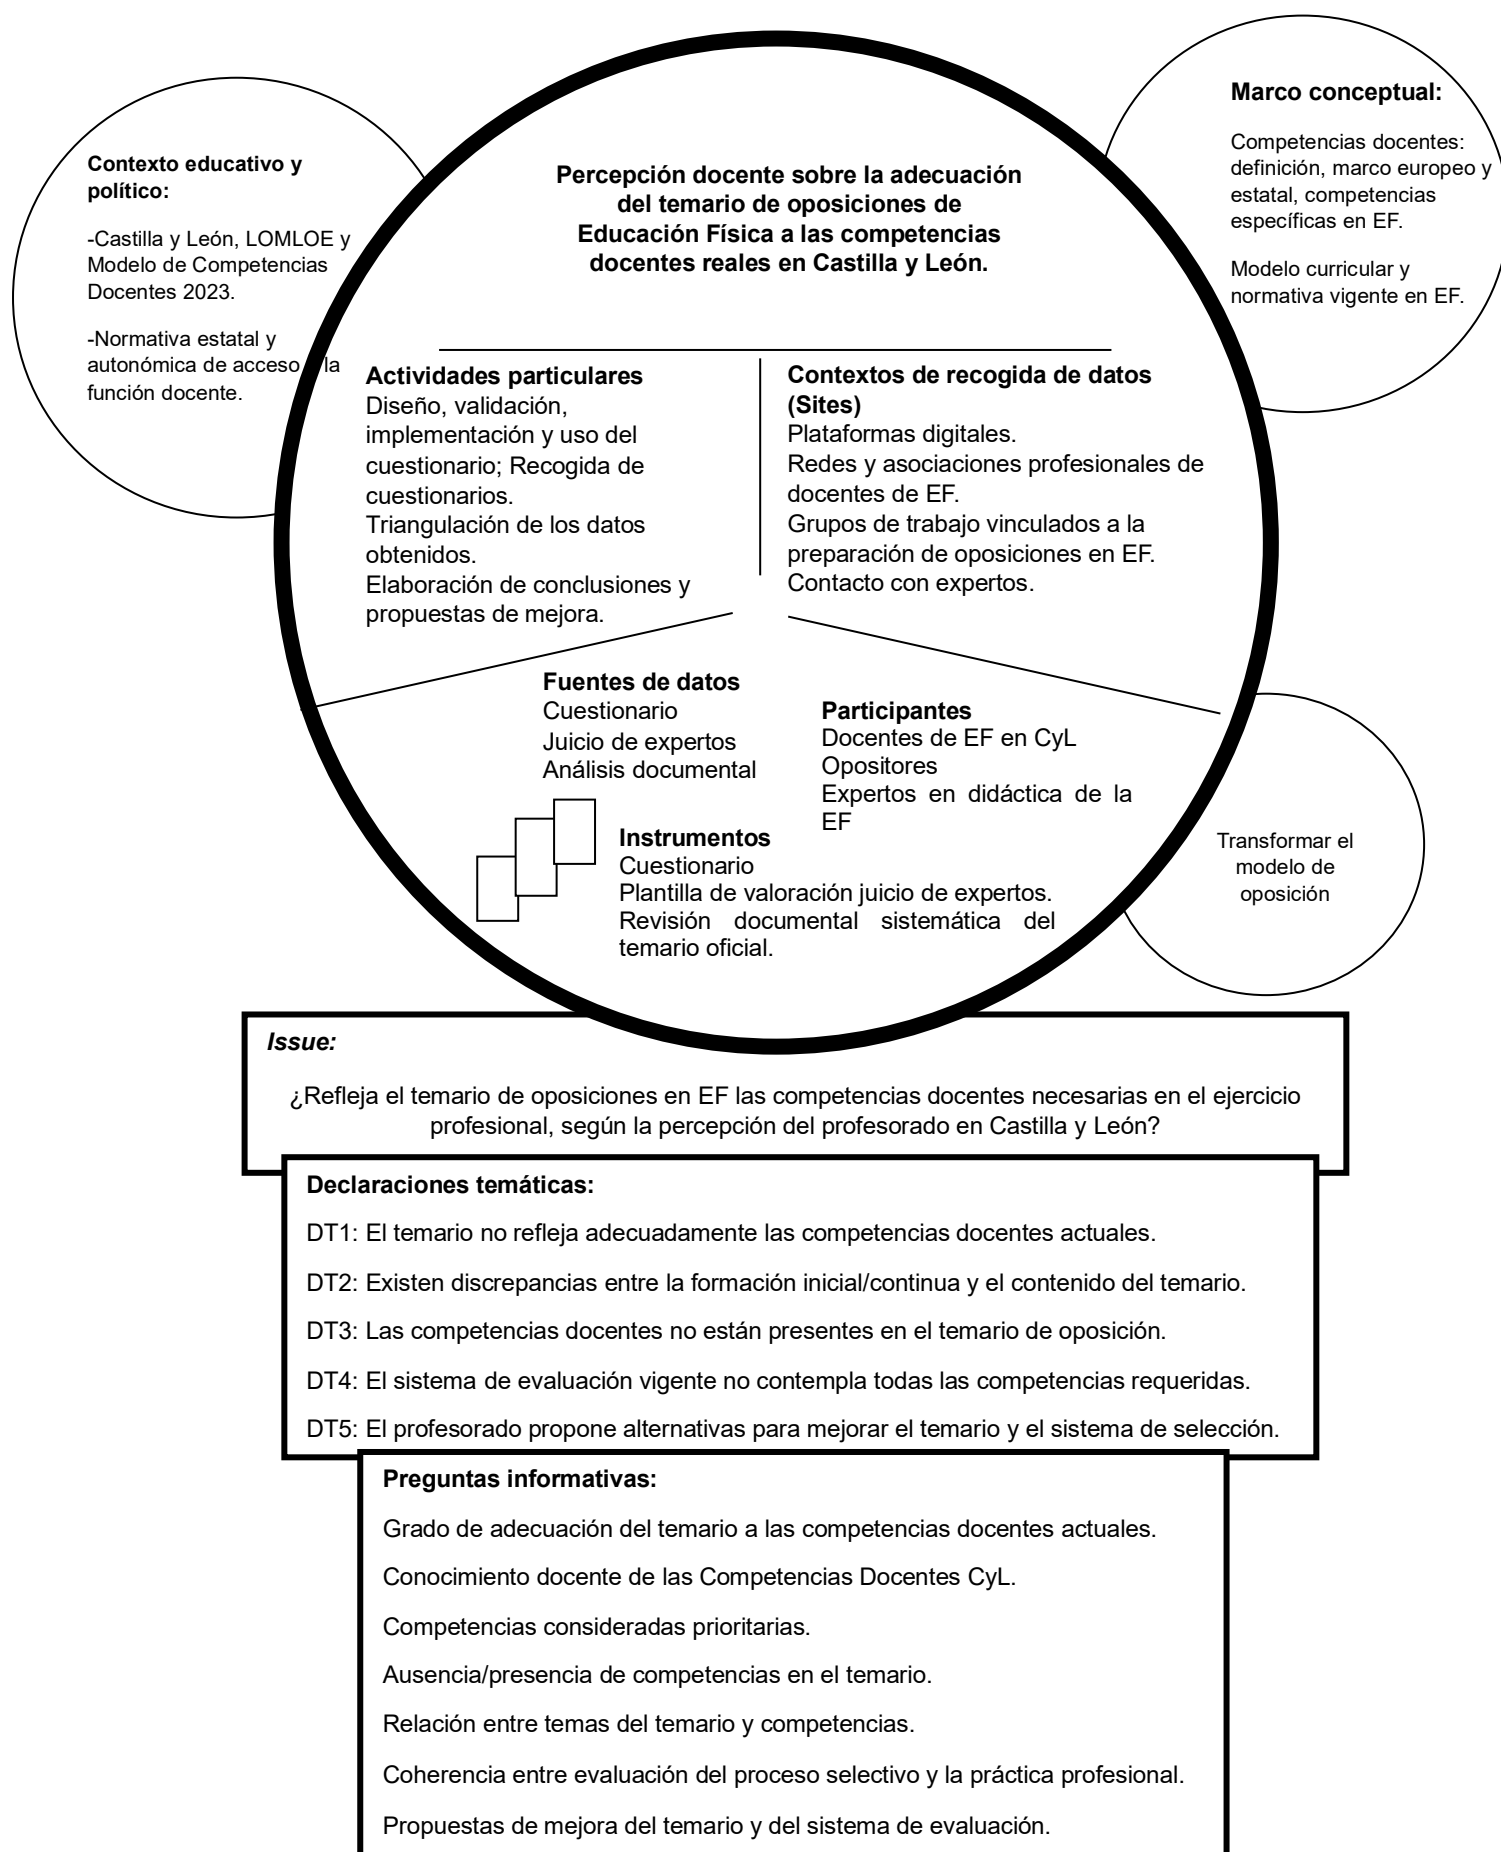 Marco conceptual:
Competencias docentes:
definición, marco europeo y
estatal, competencias
específicas en EF.
Modelo curricular y
normativa vigente en EF.
Contexto educativo y
político:
-Castilla y León, LOMLOE y
Modelo de Competencias
Docentes 2023.
-Normativa estatal y
autonómica de acceso la
función docente.
Percepción docente sobre la adecuación
del temario de oposiciones de
Educación Física a las competencias
docentes reales en Castilla y León.
Actividades particulares
Diseño, validación,
implementación y uso del
cuestionario; Recogida de
cuestionarios.
Triangulación de los datos
obtenidos.
Elaboración de conclusiones y
propuestas de mejora.
Contextos de recogida de datos
(Sites)
Plataformas digitales.
Redes y asociaciones profesionales de
docentes de EF.
Grupos de trabajo vinculados a la
preparación de oposiciones en EF.
Contacto con expertos.
Fuentes de datos
Cuestionario
Juicio de expertos
Análisis documental
Participantes
Docentes de EF en CyL
Opositores
Expertos en didáctica de la
EF
Instrumentos
Cuestionario
Plantilla de valoración juicio de expertos.
Revisión documental sistemática del
temario oficial.
Transformar el
modelo de
oposición
Issue:
¿Refleja el temario de oposiciones en EF las competencias docentes necesarias en el ejercicio
profesional, según la percepción del profesorado en Castilla y León?
Declaraciones temáticas:
DT1: El temario no refleja adecuadamente las competencias docentes actuales.
DT2: Existen discrepancias entre la formación inicial/continua y el contenido del temario.
DT3: Las competencias docentes no están presentes en el temario de oposición.
DT4: El sistema de evaluación vigente no contempla todas las competencias requeridas.
DT5: El profesorado propone alternativas para mejorar el temario y el sistema de selección.
Preguntas informativas:
Grado de adecuación del temario a las competencias docentes actuales.
Conocimiento docente de las Competencias Docentes CyL.
Competencias consideradas prioritarias.
Ausencia/presencia de competencias en el temario.
Relación entre temas del temario y competencias.
Coherencia entre evaluación del proceso selectivo y la práctica profesional.
Propuestas de mejora del temario y del sistema de evaluación.